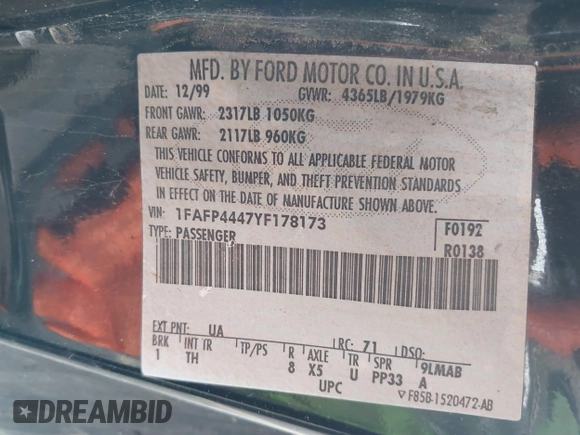 MFD. BY FORD MOTOR CO. IN U.S.A.
DATE: 12/99 GVWR: 4365LB/1979KG
FRONT GAWR: 2317LB 1050KG
REAR GAWR: 2117LB 960KG
THIS VEHICLE CONFORMS TO ALL APPLICABLE FEDERAL MOTOR
VEHICLE SAFETY, BUMPER, AND THEFT PREVENTION STANDARDS
IN EFFECT ON THE DATE OF MANUFACTURE SHOWN ABOVE.
VIN: 1FAFP4447YF178173 F0192
TYPE: PASSENGER R0138
EXT PNT: UA RC: 71 DSO:
BRK INT TR TP/PS R AXLE TR SPR 9LMAB
1 TH 8 X5 U PP33 A
UPC ▽ F85B-1520472-AB
DREAMBID